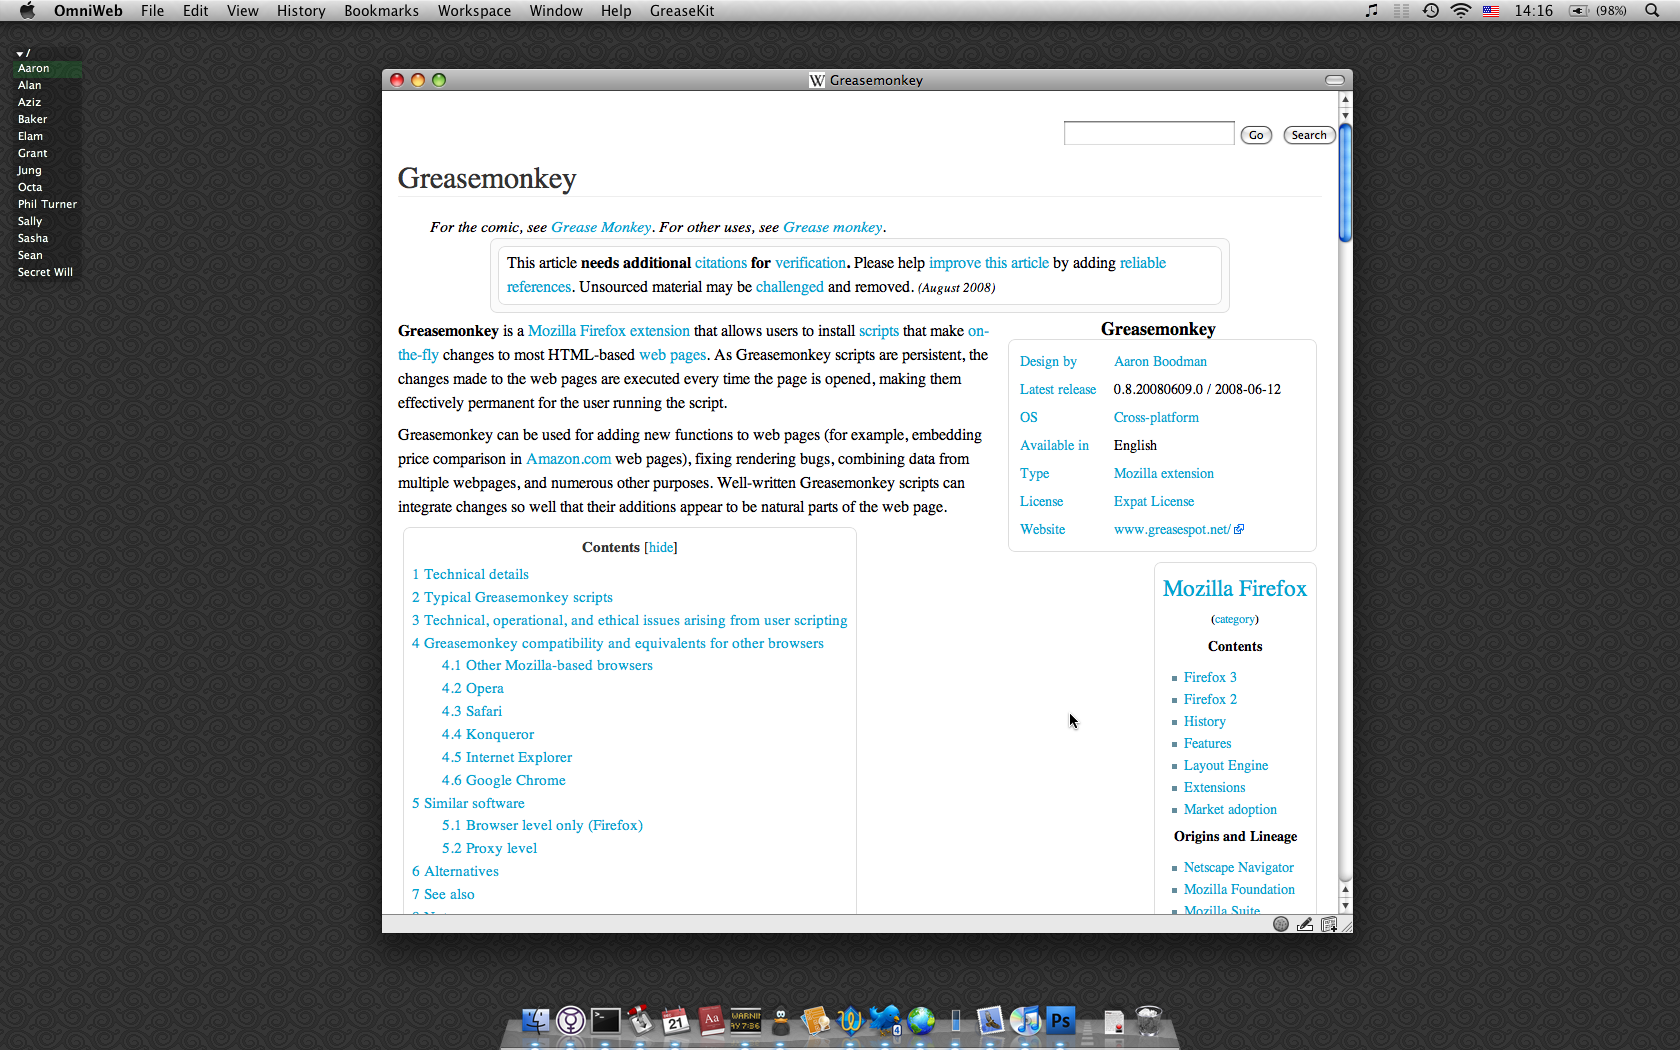 OmniWeb File Edit View History Bookmarks Workspace Window Help GreaseKit 14:16 (98%)
/
Aaron
Alan
Aziz
Baker
Elam
Grant
Jung
Octa
Phil Turner
Sally
Sasha
Sean
Secret Will
W Greasemonkey
Go Search
Greasemonkey
For the comic, see Grease Monkey. For other uses, see Grease monkey.
This article needs additional citations for verification. Please help improve this article by adding reliable
references. Unsourced material may be challenged and removed. (August 2008)
Greasemonkey is a Mozilla Firefox extension that allows users to install scripts that make on-
the-fly changes to most HTML-based web pages. As Greasemonkey scripts are persistent, the
changes made to the web pages are executed every time the page is opened, making them
effectively permanent for the user running the script.
Greasemonkey can be used for adding new functions to web pages (for example, embedding
price comparison in Amazon.com web pages), fixing rendering bugs, combining data from
multiple webpages, and numerous other purposes. Well-written Greasemonkey scripts can
integrate changes so well that their additions appear to be natural parts of the web page.
Greasemonkey
Design by Aaron Boodman
Latest release 0.8.20080609.0 / 2008-06-12
OS Cross-platform
Available in English
Type Mozilla extension
License Expat License
Website www.greasespot.net/
Contents [hide]
1 Technical details
2 Typical Greasemonkey scripts
3 Technical, operational, and ethical issues arising from user scripting
4 Greasemonkey compatibility and equivalents for other browsers
4.1 Other Mozilla-based browsers
4.2 Opera
4.3 Safari
4.4 Konqueror
4.5 Internet Explorer
4.6 Google Chrome
5 Similar software
5.1 Browser level only (Firefox)
5.2 Proxy level
6 Alternatives
7 See also
Mozilla Firefox
(category)
Contents
Firefox 3
Firefox 2
History
Features
Layout Engine
Extensions
Market adoption
Origins and Lineage
Netscape Navigator
Mozilla Foundation
Mozilla Suite
21 Aa WARNIN 4 Ps
AY 7:36